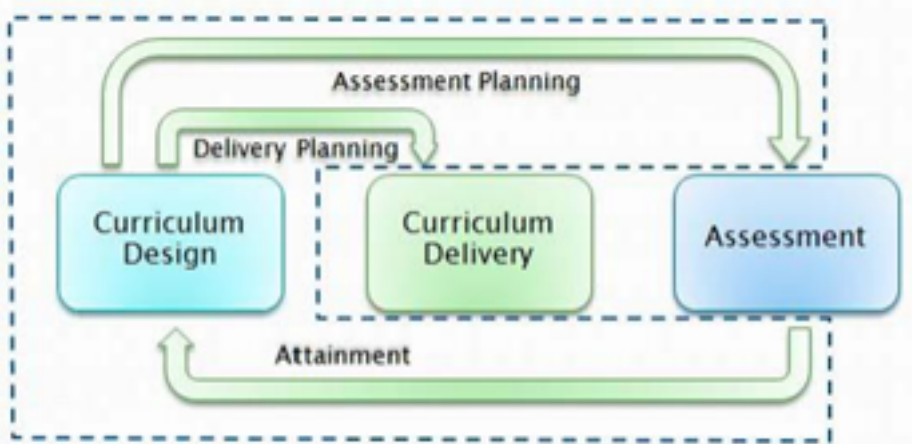 Assessment Planning
Delivery Planning
Curriculum
Design
Curriculum
Delivery
Assessment
Attainment